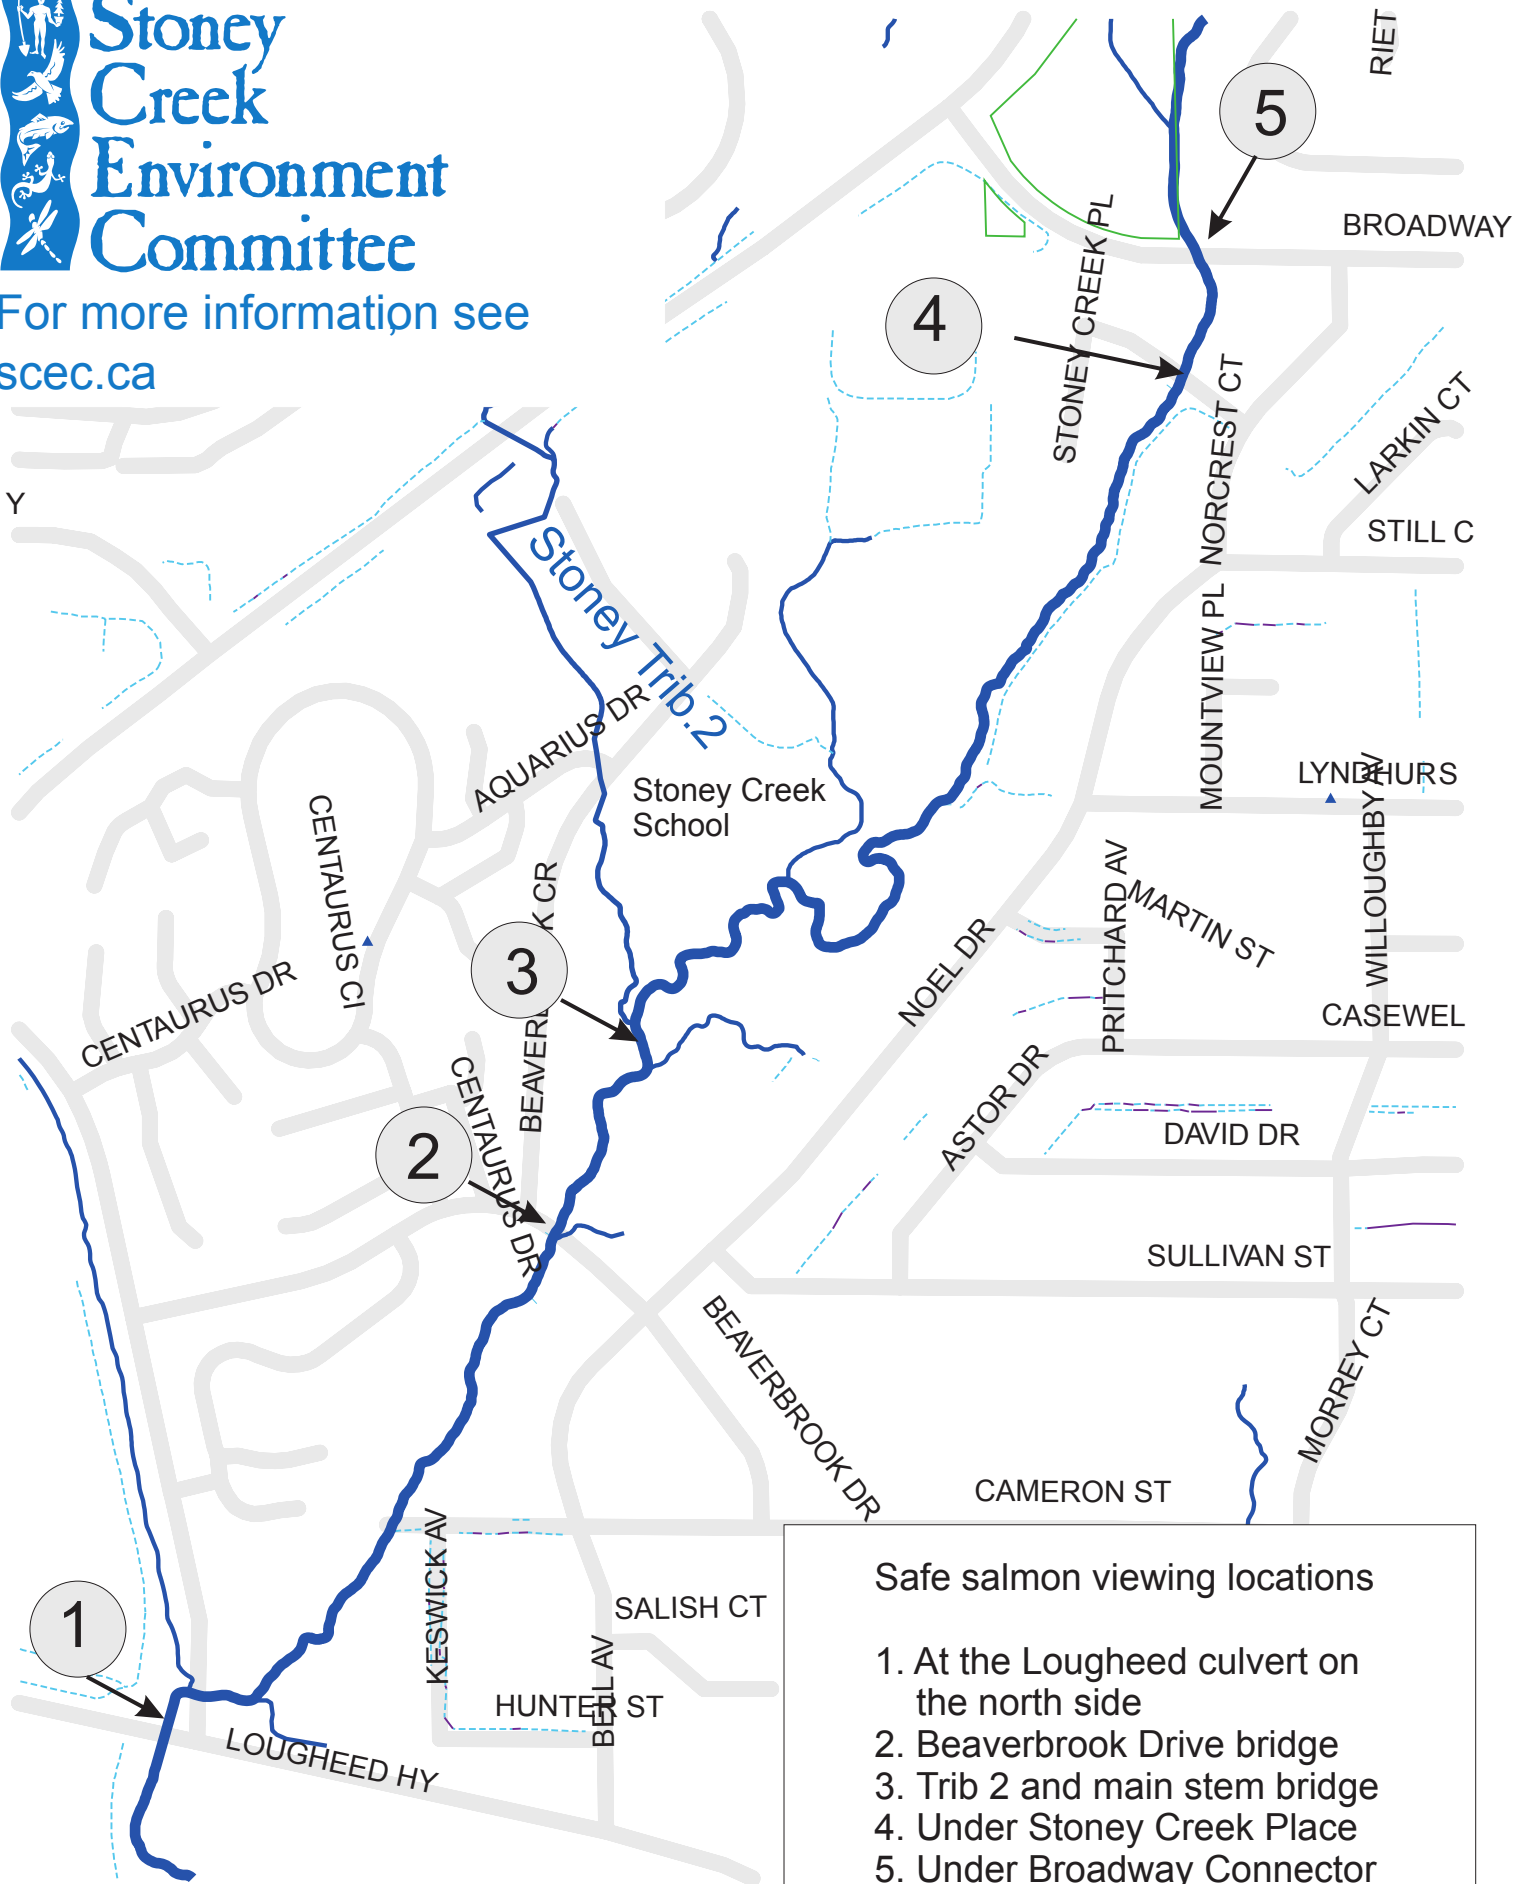 Stoney
Creek
Environment
Committee
For more information see
scec.ca
RIET
5
BROADWAY
STONEY CREEK PL
4
NORCREST CT
LARKIN CT
Y
STILL C
Stoney Trib.2
MOUNTVIEW PL
AQUARIUS DR
LYNDHURS
Stoney Creek
School
WILLOUGHBY AV
CENTAURUS CI
PRITCHARD AV
MARTIN ST
3
NOEL DR
CENTAURUS DR
CASEWEL
ASTOR DR
CENTAURUS DR
DAVID DR
2
SULLIVAN ST
BEAVERBROOK DR
MORREY CT
CAMERON ST
KESWICK AV
SALISH CT
1
BELL AV
HUNTER ST
LOUGHEED HY
Safe salmon viewing locations
1. At the Lougheed culvert on
the north side
2. Beaverbrook Drive bridge
3. Trib 2 and main stem bridge
4. Under Stoney Creek Place
5. Under Broadway Connector